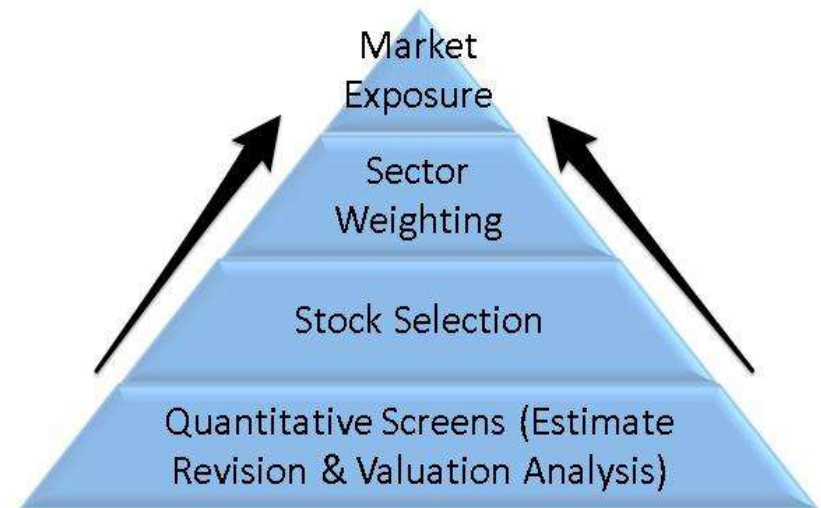 Market
Exposure
Sector
Weighting
Stock Selection
Quantitative Screens (Estimate
Revision & Valuation Analysis)